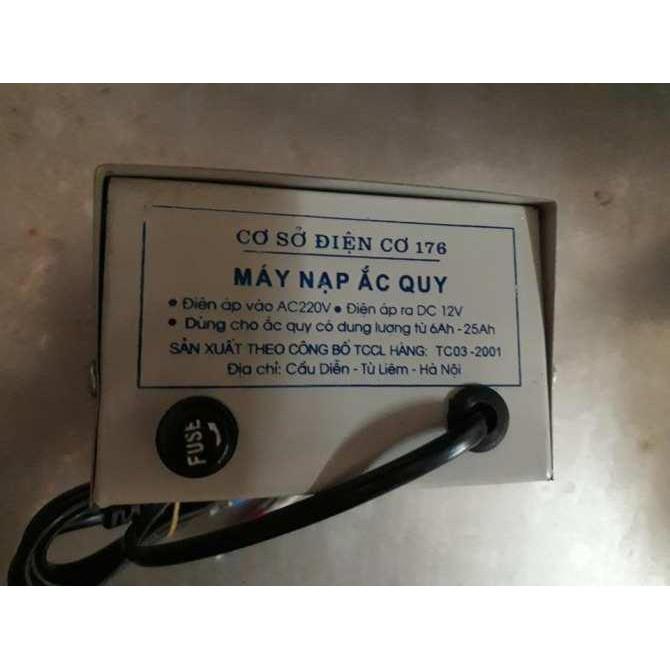 CƠ SỞ ĐIỆN CƠ 176
MÁY NẠP ẮC QUY
• Điện áp vào AC220V • Điện áp ra DC 12V
• Dùng cho ắc quy có dung lương từ 6Ah - 25Ah
SẢN XUẤT THEO CÔNG BỐ TCCL HÀNG: TC03-2001
Địa chỉ: Cầu Diễn - Từ Liêm - Hà Nội
FUSE